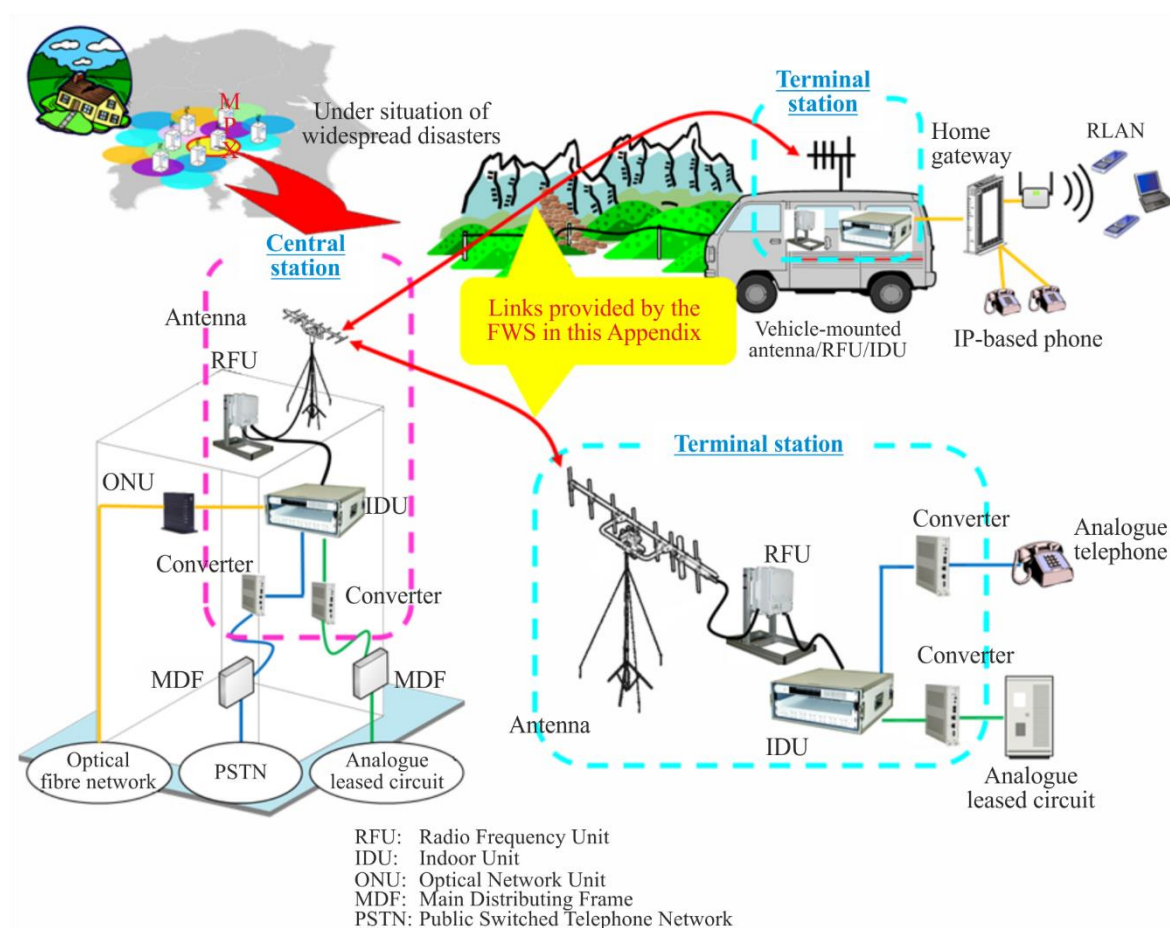 M
P
X
Under situation of
widespread disasters
Terminal
station
Home
gateway
RLAN
Central
station
Antenna
RFU
Links provided by the
FWS in this Appendix
Vehicle-mounted
antenna/RFU/IDU
IP-based phone
ONU
IDU
Converter
Converter
MDF
MDF
Optical
fibre network
PSTN
Analogue
leased circuit
Terminal station
Antenna
RFU
IDU
Converter
Analogue
telephone
Converter
Analogue
leased circuit
RFU: Radio Frequency Unit
IDU: Indoor Unit
ONU: Optical Network Unit
MDF: Main Distributing Frame
PSTN: Public Switched Telephone Network